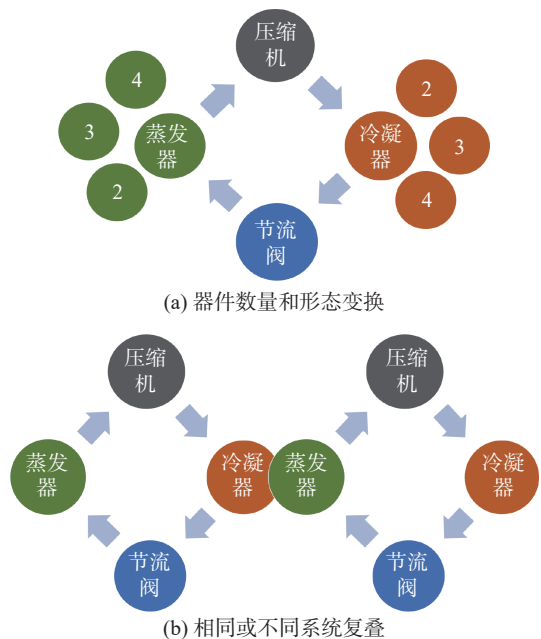 压缩
机
4
2
3
蒸发
器
冷凝
器
3
2
4
节流
阀
(a) 器件数量和形态变换
压缩
机
压缩
机
蒸发
器
冷凝
器
蒸发
器
冷凝
器
节流
阀
节流
阀
(b) 相同或不同系统复叠